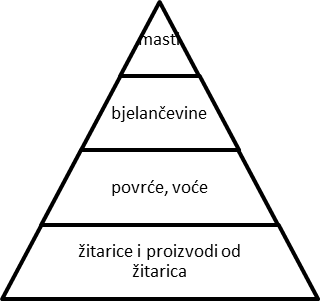 masti
bjelančevine
povrće, voće
žitarice i proizvodi od
žitarica